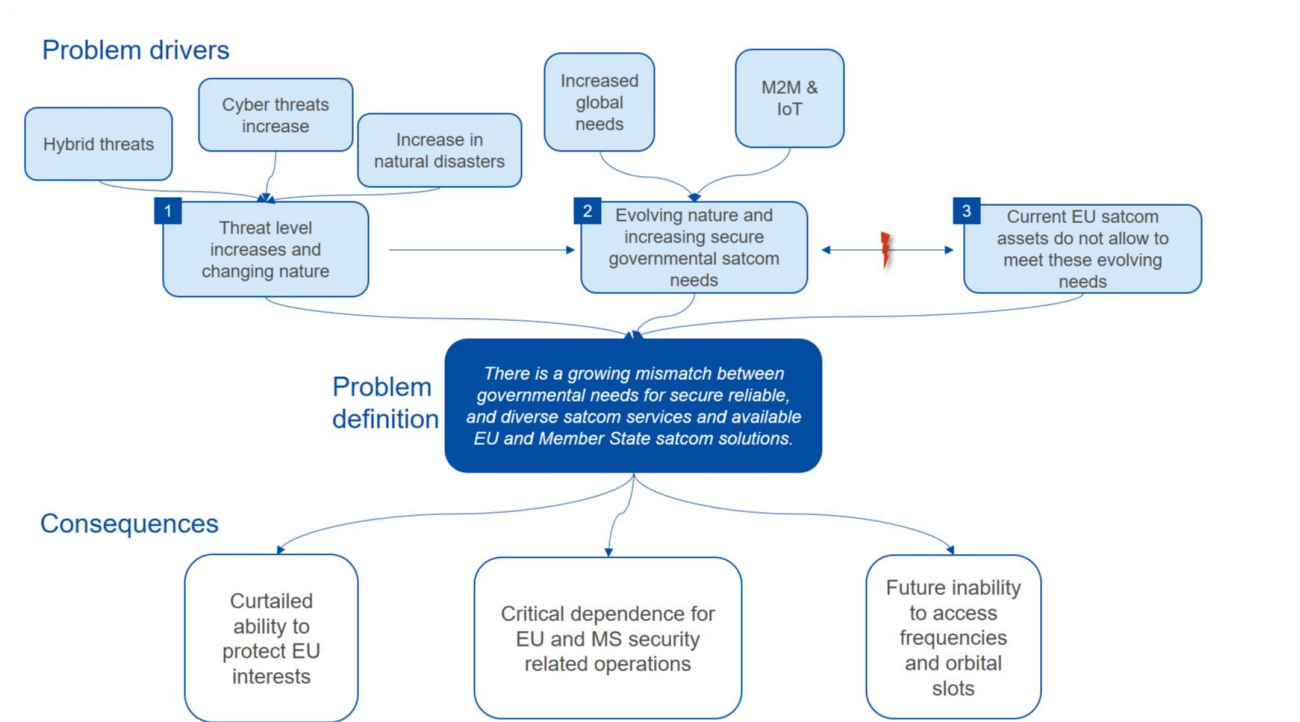 Problem drivers
Hybrid threats
Cyber threats
increase
Increase in
natural disasters
Increased
global
needs
M2M &
IoT
1
Threat level
increases and
changing nature
2
Evolving nature and
increasing secure
governmental satcom
needs
3
Current EU satcom
assets do not allow to
meet these evolving
needs
Problem
definition
There is a growing mismatch between
governmental needs for secure reliable,
and diverse satcom services and available
EU and Member State satcom solutions.
Consequences
Curtailed
ability to
protect EU
interests
Critical dependence for
EU and MS security
related operations
Future inability
to access
frequencies
and orbital
slots